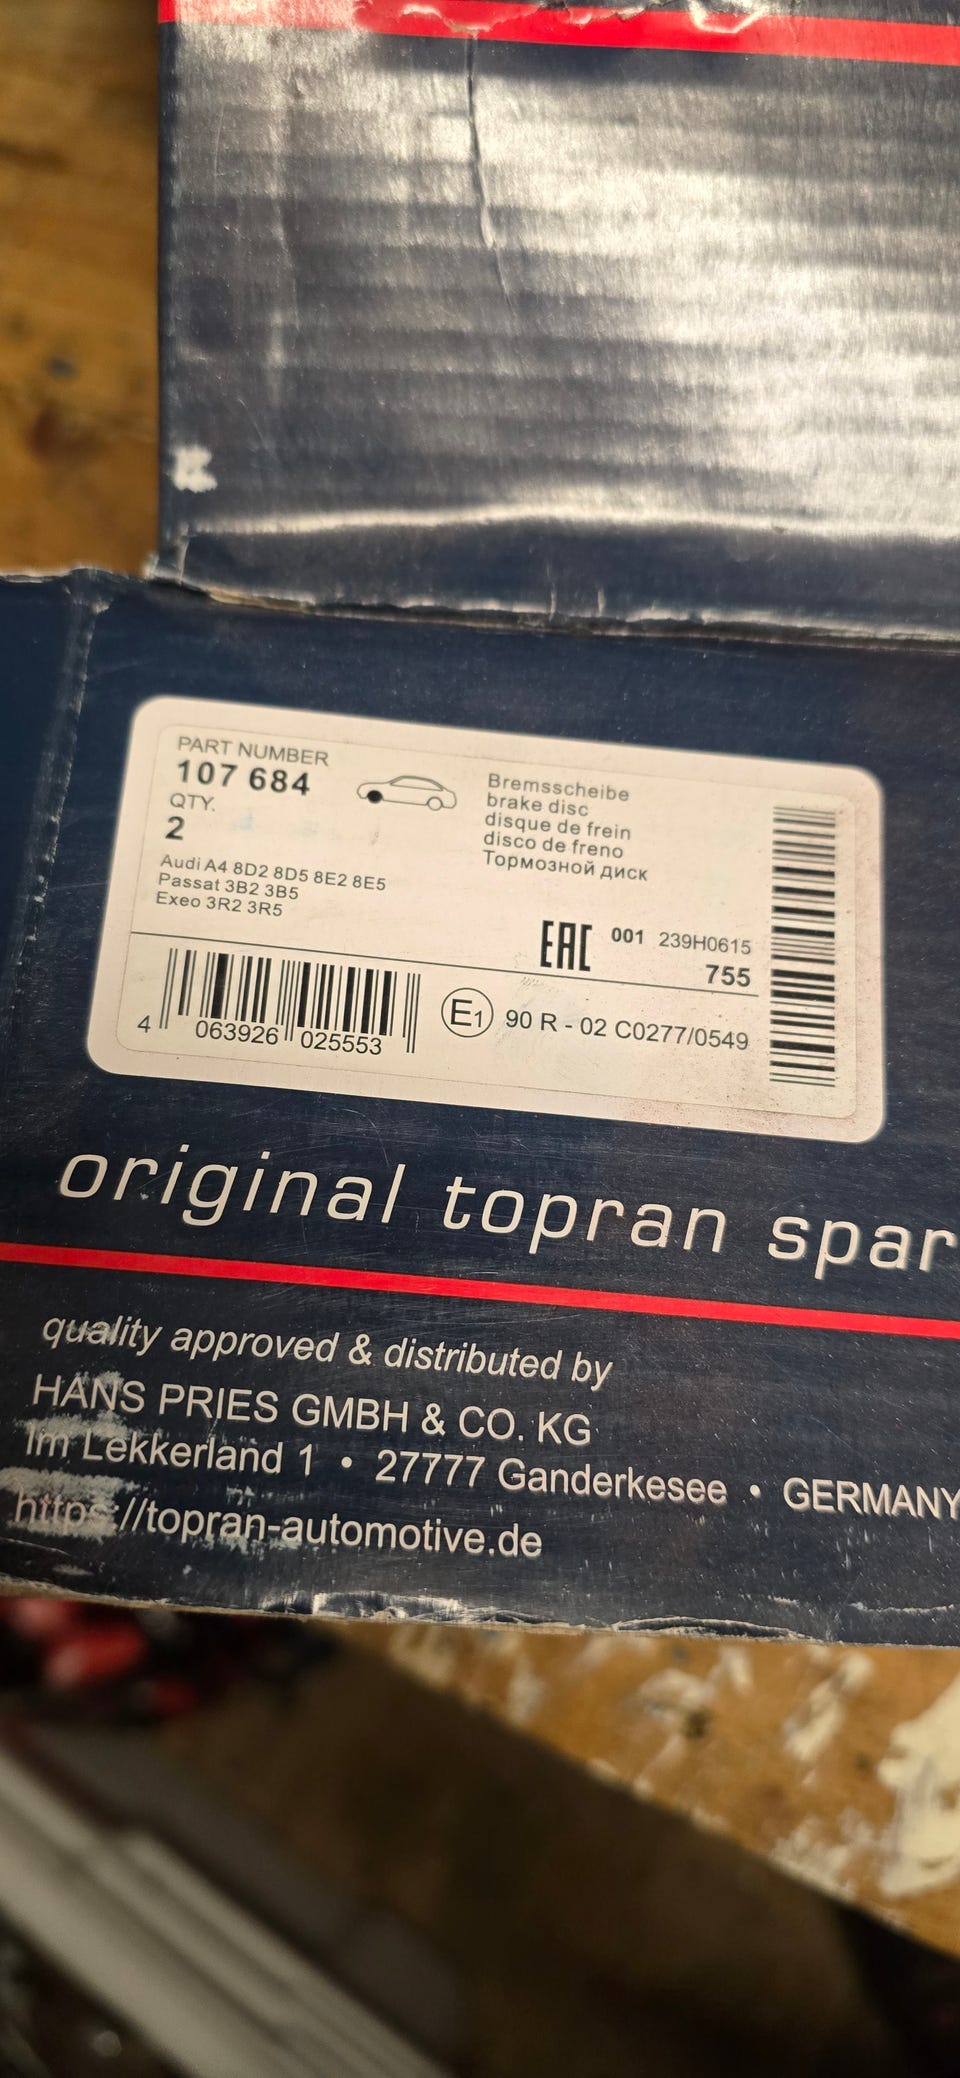 PART NUMBER
107 684
QTY.
2
Audi A4 8D2 8D5 8E2 8E5
Passat 3B2 3B5
Exeo 3R2 3R5
Bremsscheibe
brake disc
disque de frein
disco de freno
Тормозной диск
EAC 001 239H0615
755
4 063926 025553
E1 90 R - 02 C0277/0549
original topran spar
quality approved & distributed by
HANS PRIES GMBH & CO. KG
Im Lekkerland 1 • 27777 Ganderkesee • GERMANY
https://topran-automotive.de